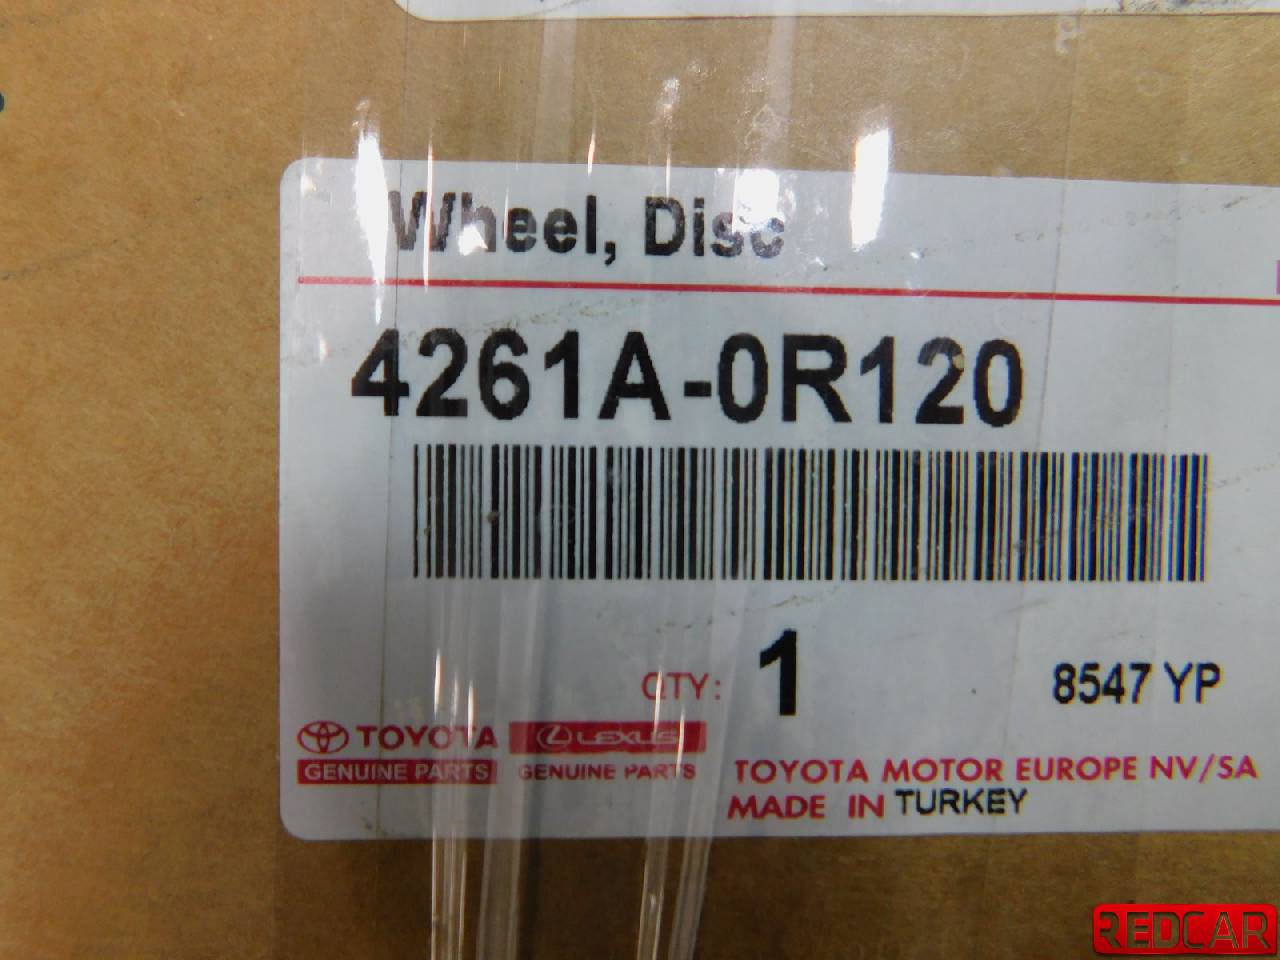 Wheel, Disc
4261A-0R120
QTY: 1
8547 YP
TOYOTA
GENUINE PARTS
LEXUS
GENUINE PARTS
TOYOTA MOTOR EUROPE NV/SA
MADE IN TURKEY
REDCAR